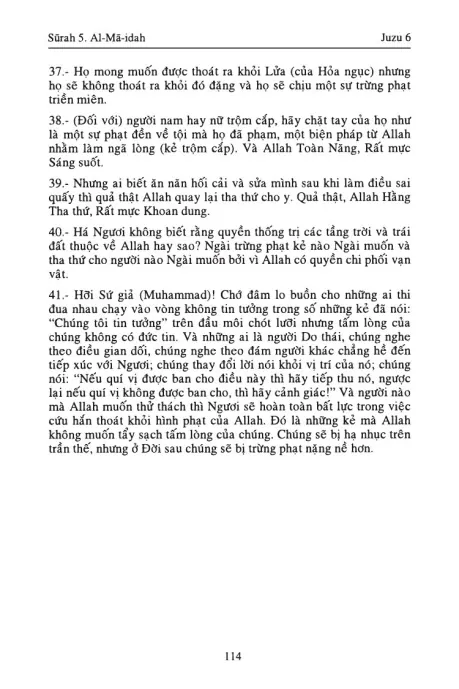 Sūrah 5. Al-Mā-idah Juzu 6
37.- Họ mong muốn được thoát ra khỏi Lửa (của Hỏa ngục) nhưng
họ sẽ không thoát ra khỏi đó đặng và họ sẽ chịu một sự trừng phạt
triền miên.
38.- (Đối với) người nam hay nữ trộm cắp, hãy chặt tay của họ như
là một sự phạt đền về tội mà họ đã phạm, một biện pháp từ Allah
nhằm làm ngã lòng (kẻ trộm cắp). Và Allah Toàn Năng, Rất mực
Sáng suốt.
39.- Nhưng ai biết ăn năn hối cải và sửa mình sau khi làm điều sai
quấy thì quả thật Allah quay lại tha thứ cho y. Quả thật, Allah Hằng
Tha thứ, Rất mực Khoan dung.
40.- Há Ngươi không biết rằng quyền thống trị các tầng trời và trái
đất thuộc về Allah hay sao? Ngài trừng phạt kẻ nào Ngài muốn và
tha thứ cho người nào Ngài muốn bởi vì Allah có quyền chi phối vạn
vật.
41.- Hỡi Sứ giả (Muhammad)! Chớ đâm lo buồn cho những ai thi
đua nhau chạy vào vòng không tin tưởng trong số những kẻ đã nói:
“Chúng tôi tin tưởng” trên đầu môi chót lưỡi nhưng tấm lòng của
chúng không có đức tin. Và những ai là người Do thái, chúng nghe
theo điều gian dối, chúng nghe theo đám người khác chẳng hề đến
tiếp xúc với Ngươi; chúng thay đổi lời nói khỏi vị trí của nó; chúng
nói: “Nếu quí vị được ban cho điều này thì hãy tiếp thu nó, ngược
lại nếu quí vị không được ban cho, thì hãy cảnh giác!” Và người nào
mà Allah muốn thử thách thì Ngươi sẽ hoàn toàn bất lực trong việc
cứu hắn thoát khỏi hình phạt của Allah. Đó là những kẻ mà Allah
không muốn tẩy sạch tấm lòng của chúng. Chúng sẽ bị hạ nhục trên
trần thế, nhưng ở Đời sau chúng sẽ bị trừng phạt nặng nề hơn.
114